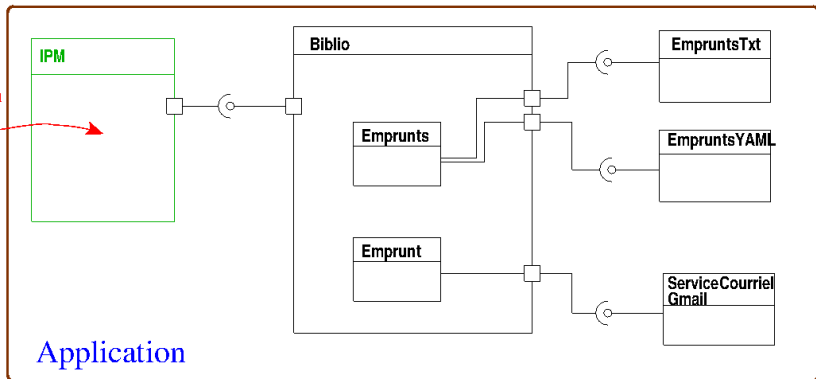 IPM
Biblio
EmpruntsTxt
Emprunts
EmpruntsYAML
Emprunt
ServiceCourriel
Gmail
Application